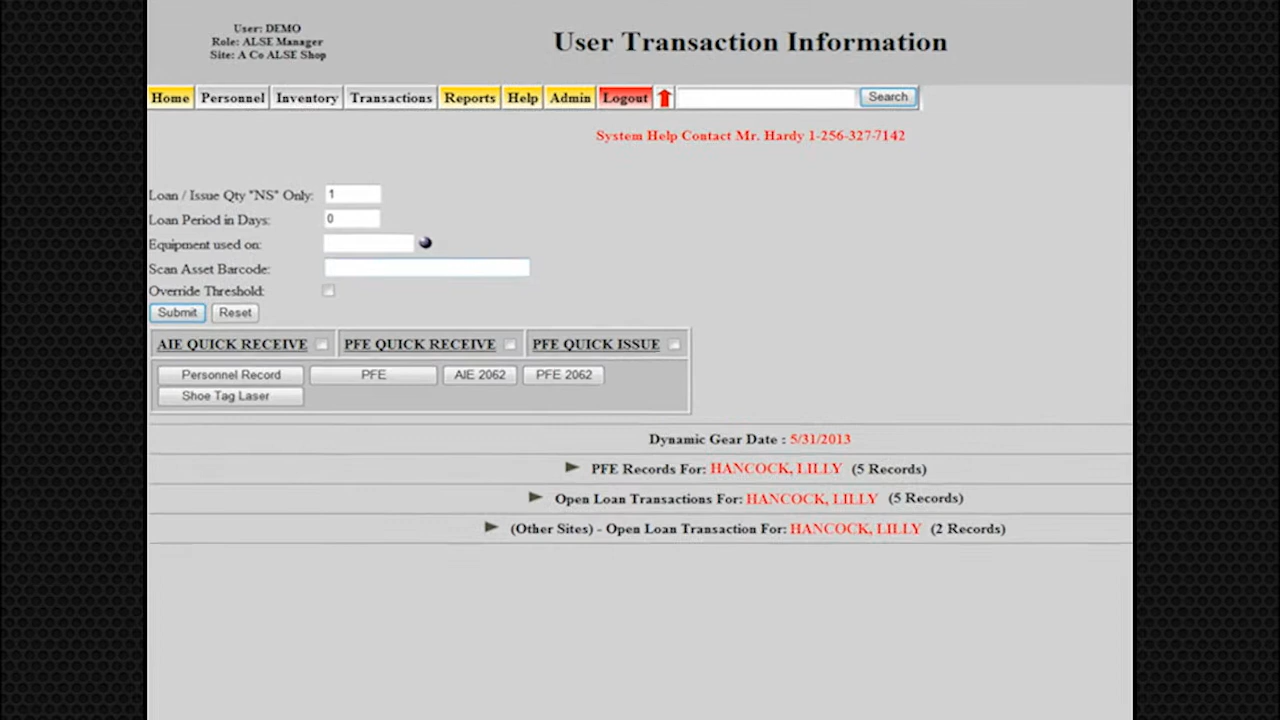 User: DEMO
Role: ALSE Manager
Site: A Co ALSE Shop
User Transaction Information
Home Personnel Inventory Transactions Reports Help Admin Logout Search
System Help Contact Mr. Hardy 1-256-327-7142
Loan / Issue Qty "NS" Only: 1
Loan Period in Days: 0
Equipment used on:
Scan Asset Barcode:
Override Threshold:
Submit Reset
AIE QUICK RECEIVE PFE QUICK RECEIVE PFE QUICK ISSUE
Personnel Record PFE AIE 2062 PFE 2062
Shoe Tag Laser
Dynamic Gear Date : 5/31/2013
PFE Records For: HANCOCK, LILLY (5 Records)
Open Loan Transactions For: HANCOCK, LILLY (5 Records)
(Other Sites) - Open Loan Transaction For: HANCOCK, LILLY (2 Records)